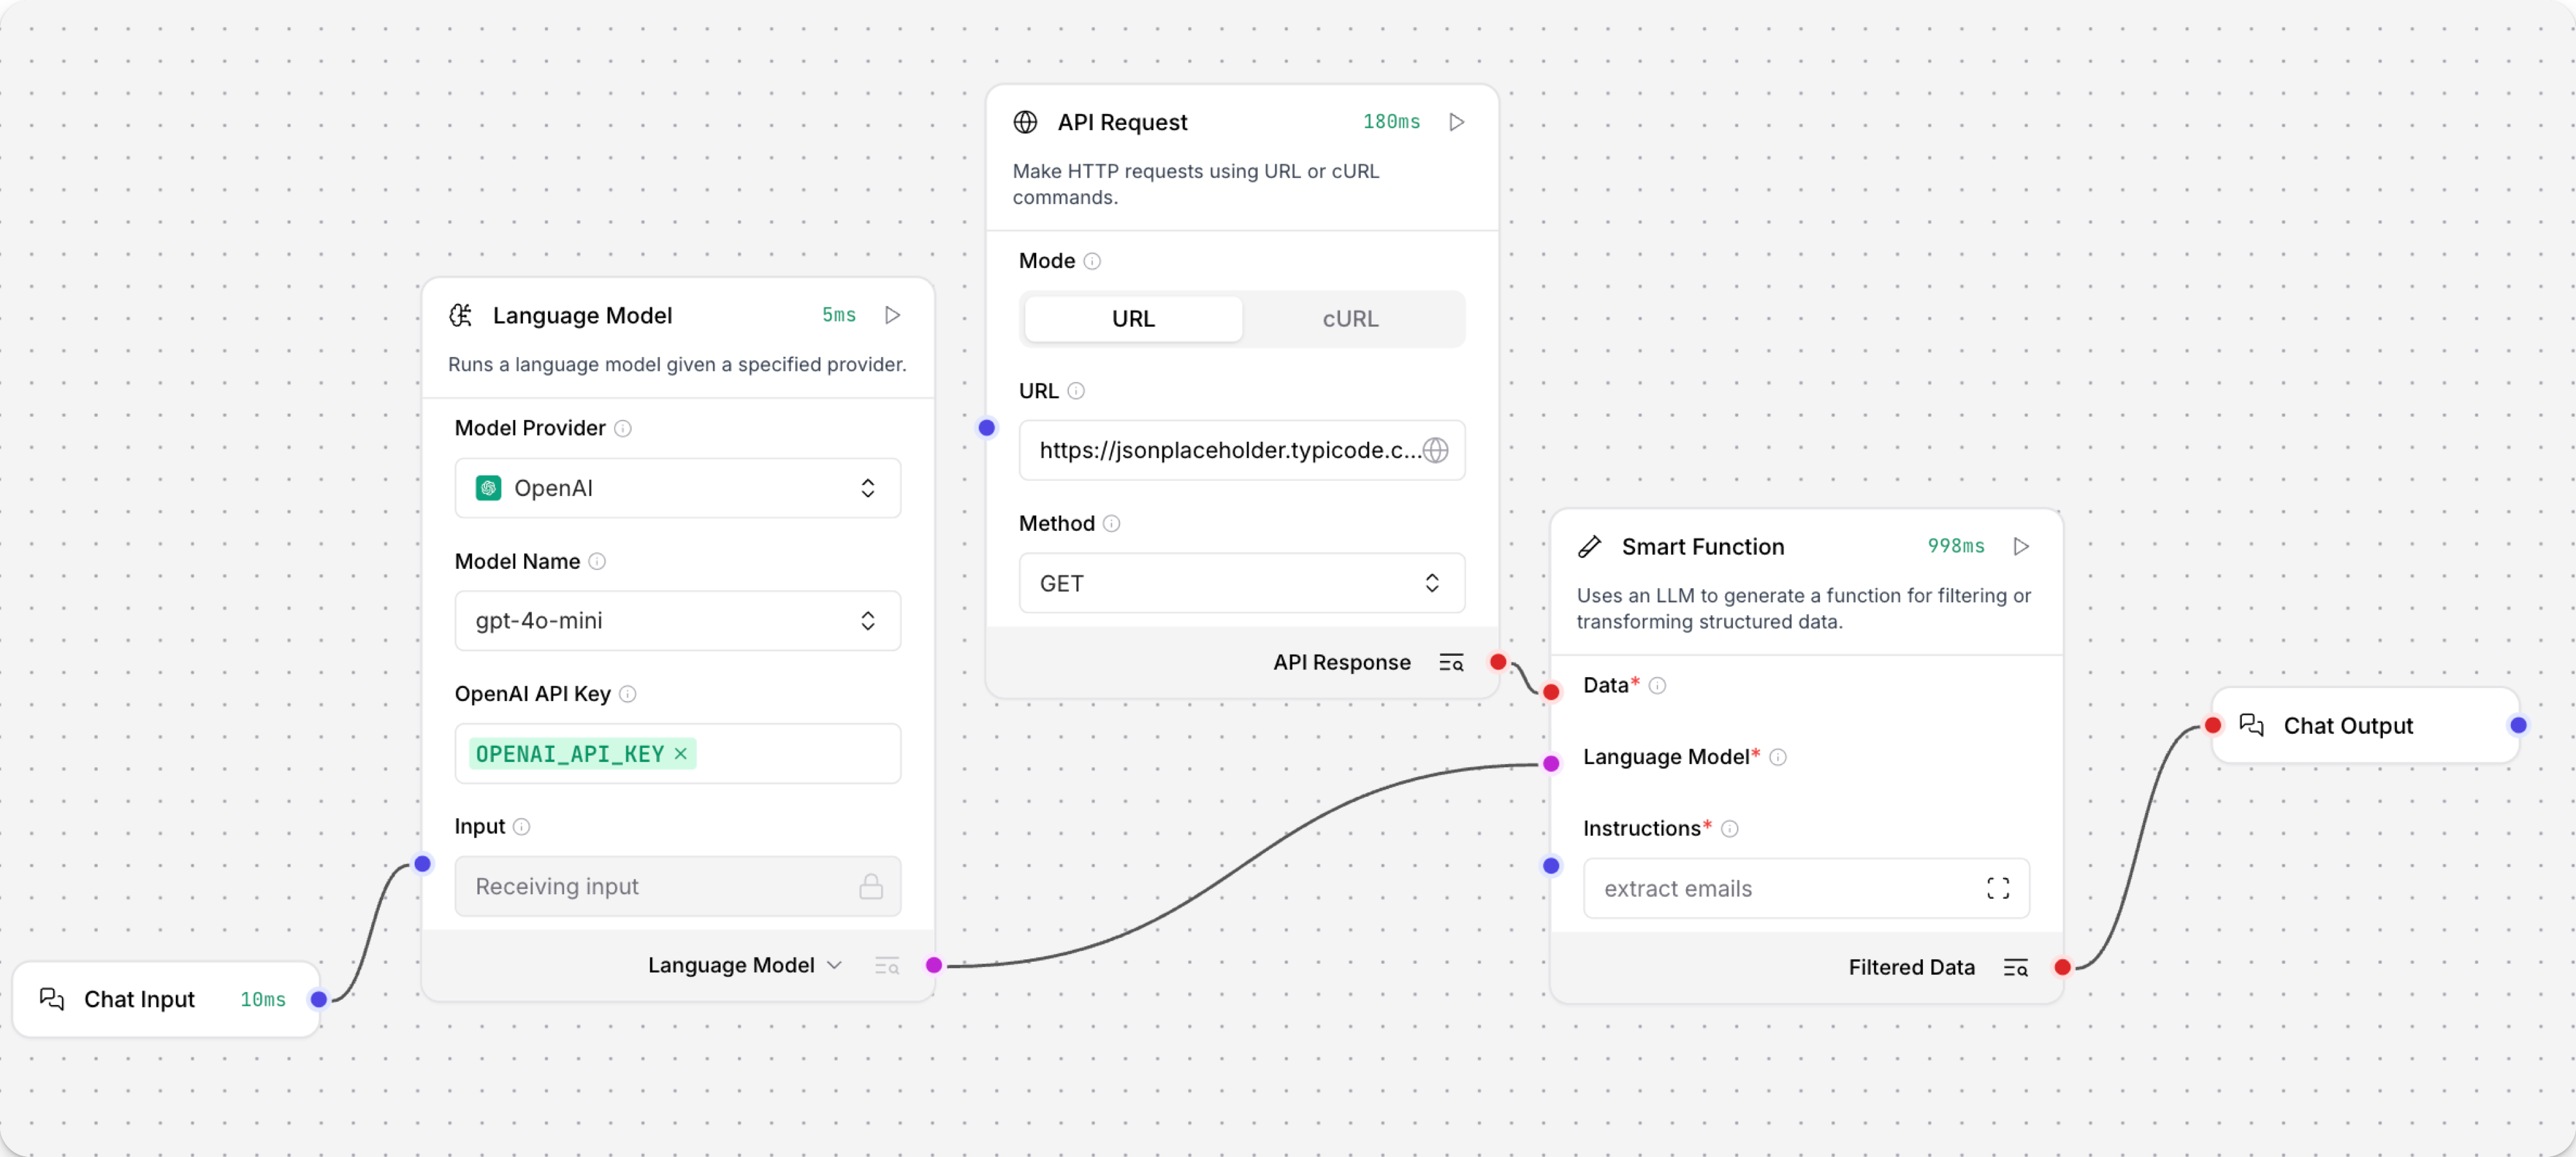 Chat Input 10ms
Language Model 5ms
Runs a language model given a specified provider.
Model Provider
OpenAI
Model Name
gpt-4o-mini
OpenAI API Key
OPENAI_API_KEY ×
Input
Receiving input
Language Model
API Request 180ms
Make HTTP requests using URL or cURL
commands.
Mode
URL cURL
URL
https://jsonplaceholder.typicode.c...
Method
GET
API Response
Smart Function 998ms
Uses an LLM to generate a function for filtering or
transforming structured data.
Data*
Language Model*
Instructions*
extract emails
Filtered Data
Chat Output